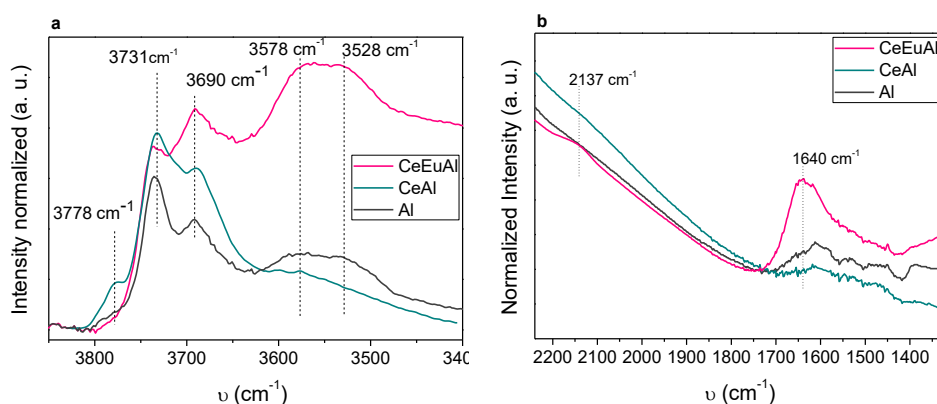 a
3731cm⁻¹
3578 cm⁻¹
3528 cm⁻¹
3690 cm⁻¹
3778 cm⁻¹
CeEuAl
CeAl
Al
Intensity normalized (a. u.)
3800 3700 3600 3500 340
υ (cm⁻¹)
b
CeEuAl
CeAl
Al
2137 cm⁻¹
1640 cm⁻¹
Normalized Intensity (a. u.)
2200 2100 2000 1900 1800 1700 1600 1500 1400
υ (cm⁻¹)